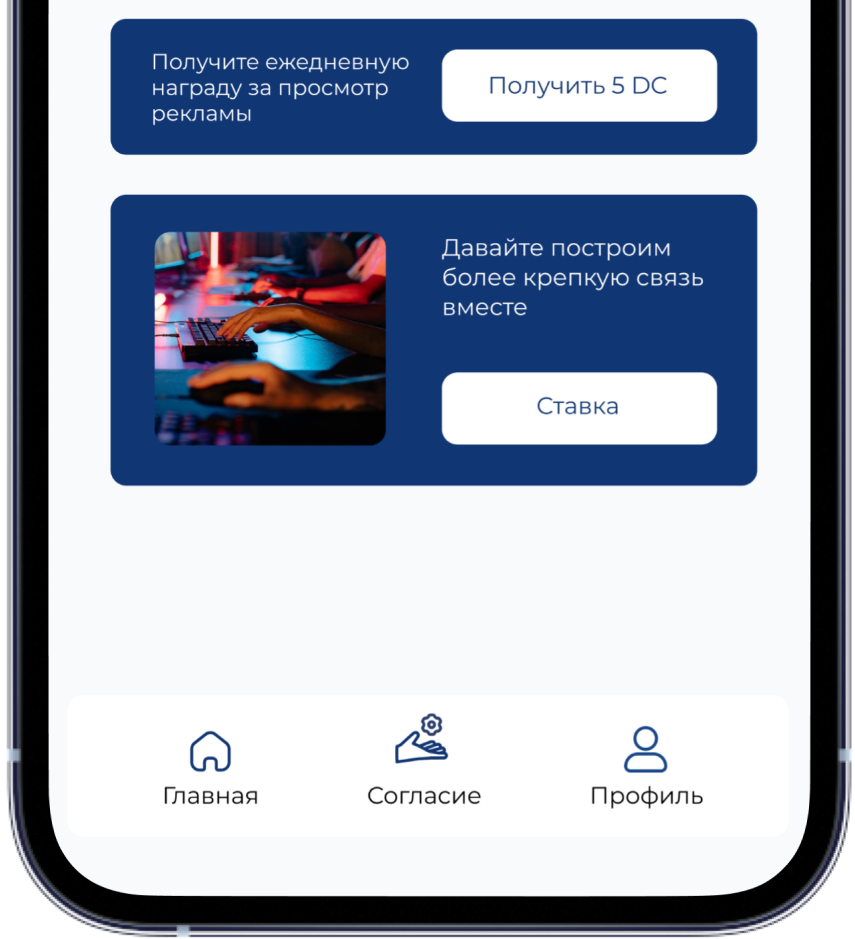 Получите ежедневную
награду за просмотр
рекламы
Получить 5 DC
Давайте построим
более крепкую связь
вместе
Ставка
Главная
Согласие
Профиль